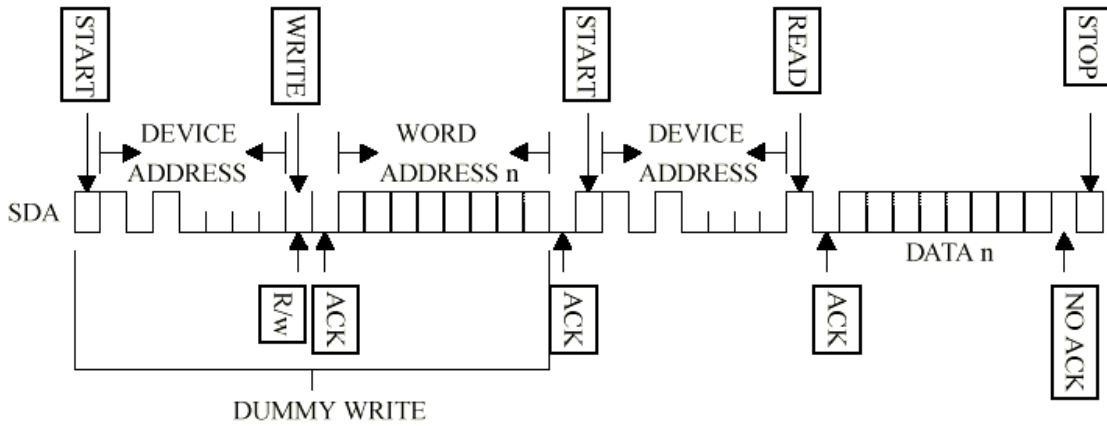 START
WRITE
START
READ
STOP
DEVICE
ADDRESS
WORD
ADDRESS n
DEVICE
ADDRESS
SDA
DATA n
R/w
ACK
ACK
ACK
NO ACK
DUMMY WRITE